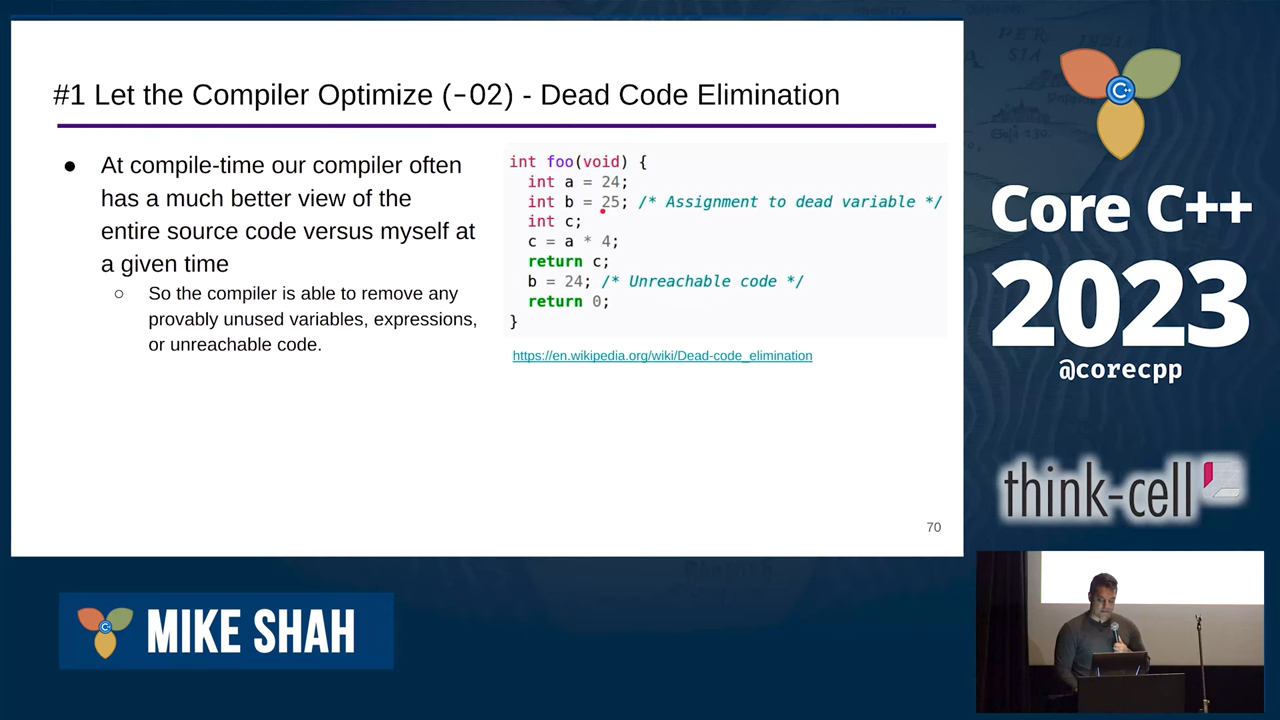 #1 Let the Compiler Optimize (-O2) - Dead Code Elimination
● At compile-time our compiler often
has a much better view of the
entire source code versus myself at
a given time
○ So the compiler is able to remove any
provably unused variables, expressions,
or unreachable code.
int foo(void) {
  int a = 24;
  int b = 25; /* Assignment to dead variable */
  int c;
  c = a * 4;
  return c;
  b = 24; /* Unreachable code */
  return 0;
}
https://en.wikipedia.org/wiki/Dead-code_elimination
70
C++
Core C++
2023
@corecpp
think-cell
MIKE SHAH